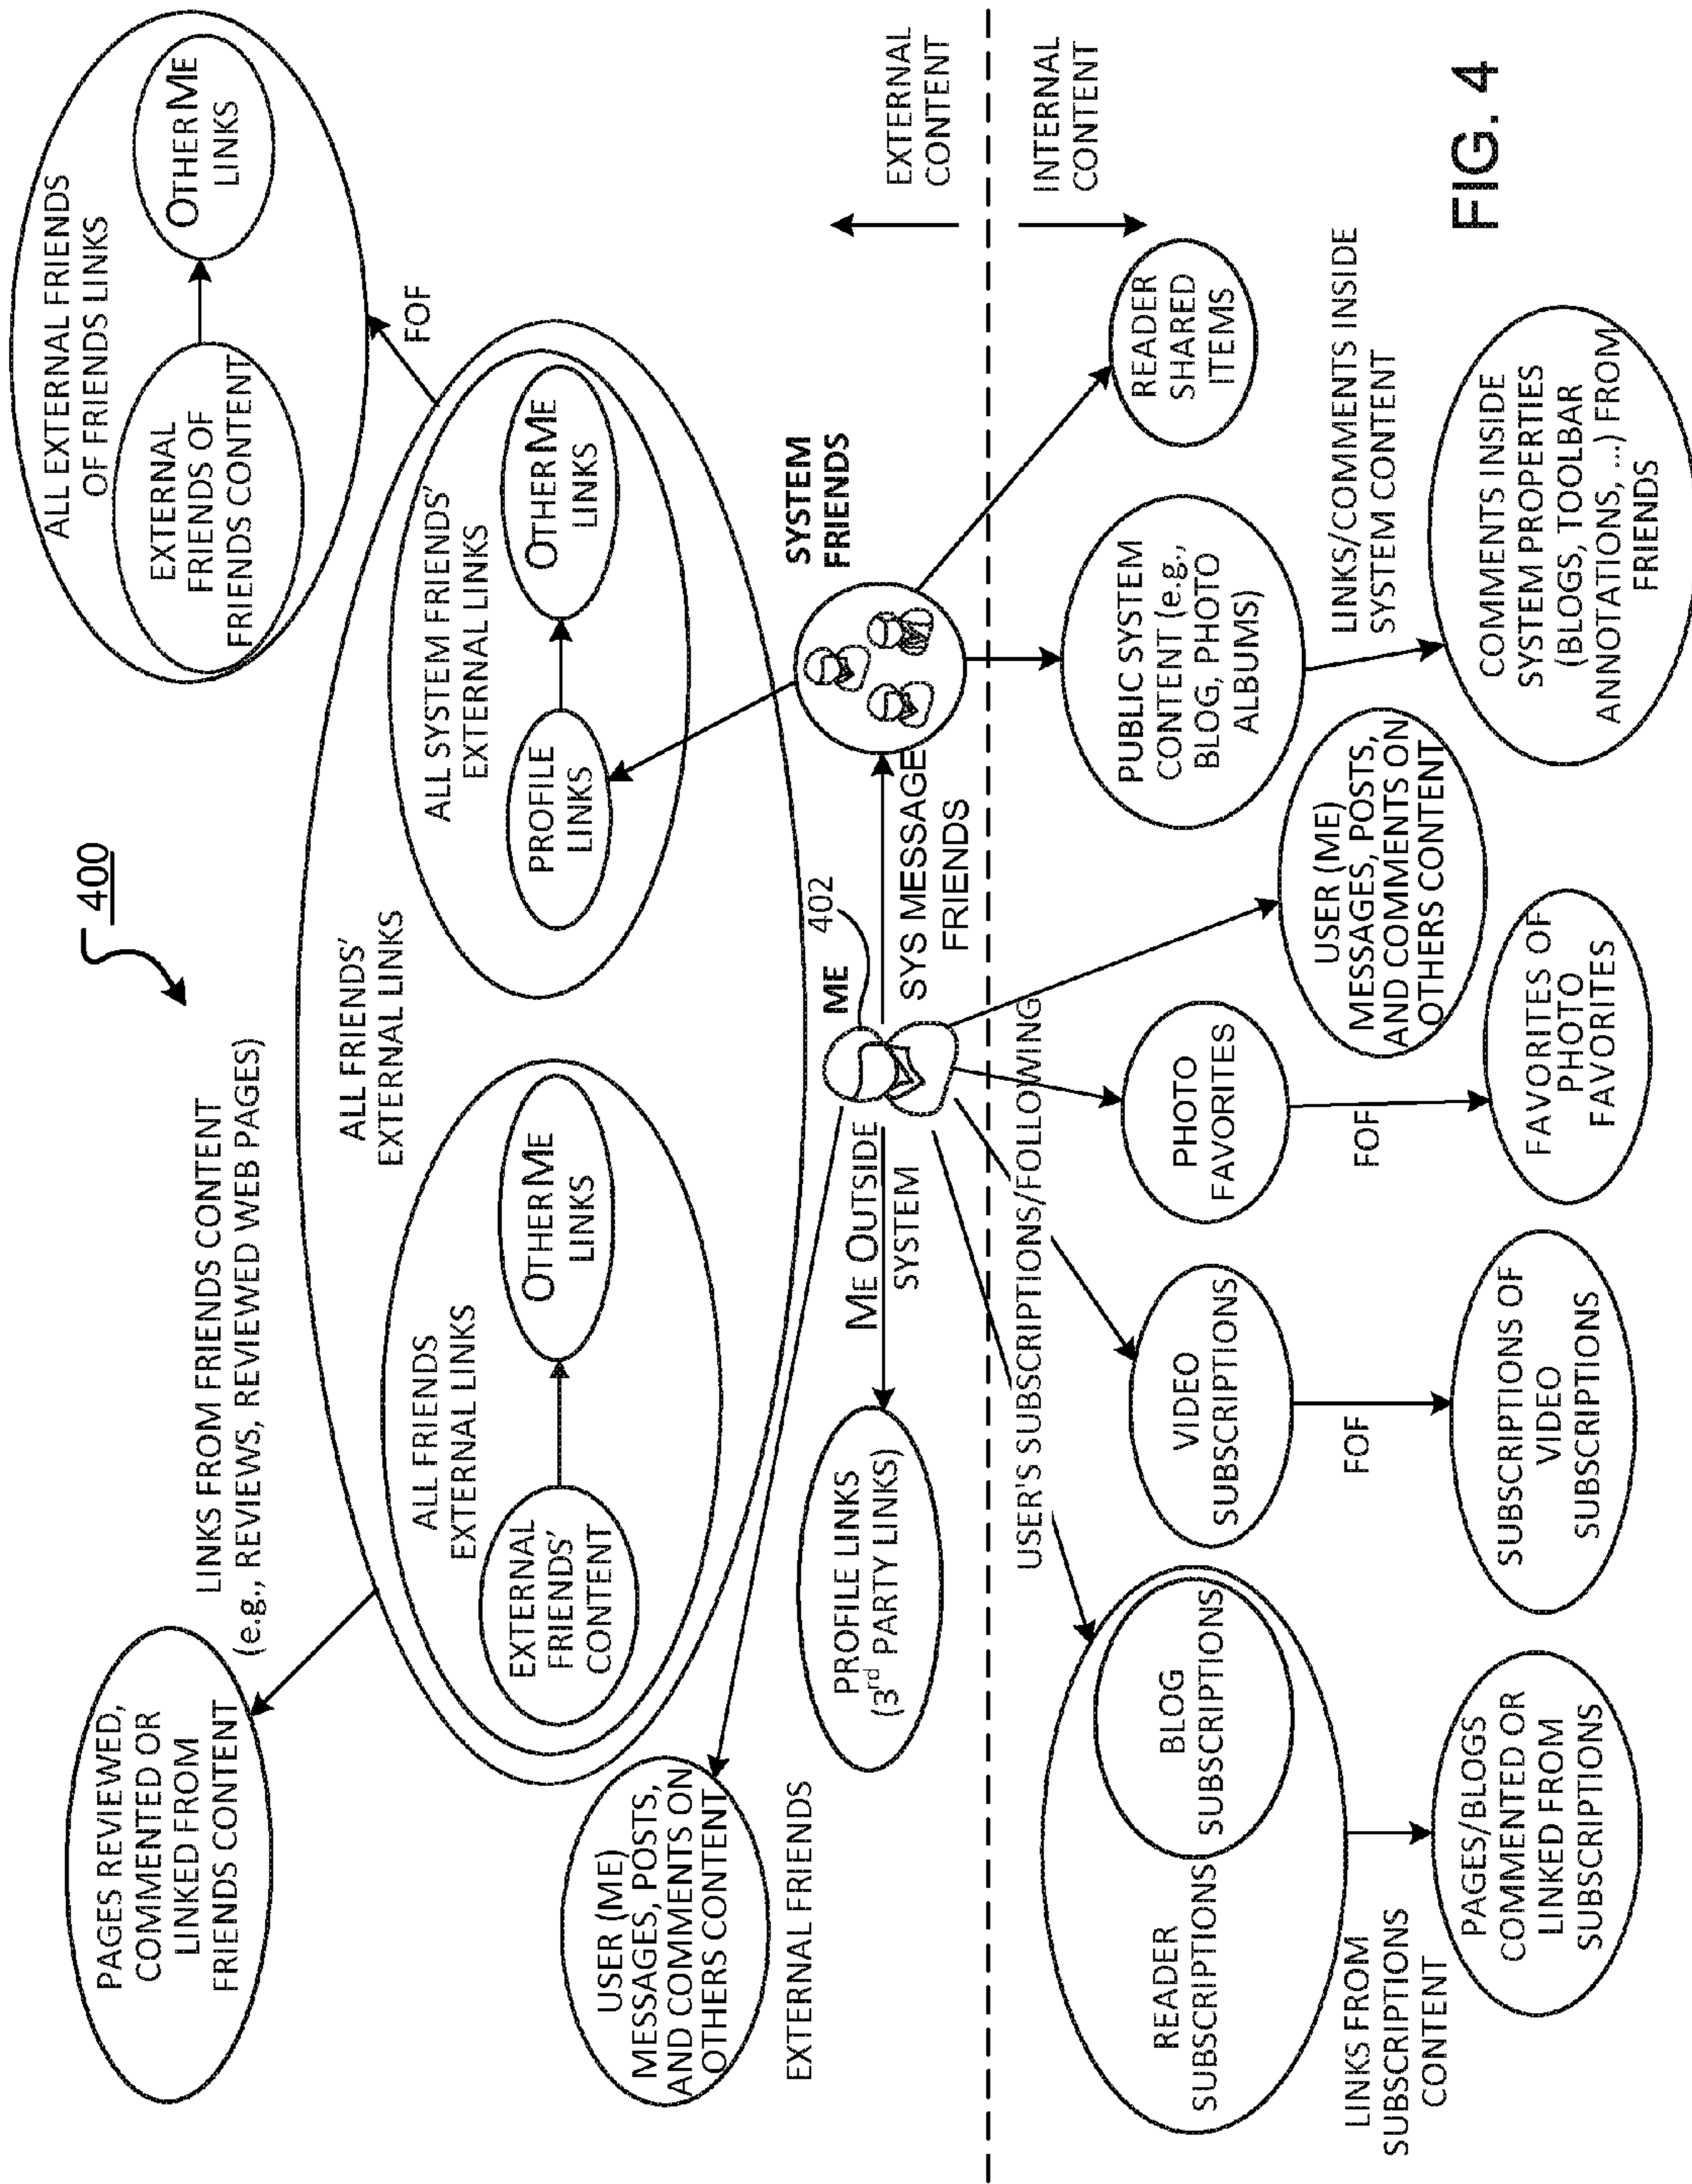 400
LINKS FROM FRIENDS CONTENT
(e.g., REVIEWS, REVIEWED WEB PAGES)
PAGES REVIEWED,
COMMENTED OR
LINKED FROM
FRIENDS CONTENT
ALL EXTERNAL FRIENDS
OF FRIENDS LINKS
EXTERNAL
FRIENDS OF
FRIENDS CONTENT
OTHER ME
LINKS
FOF
ALL FRIENDS'
EXTERNAL LINKS
ALL FRIENDS
EXTERNAL LINKS
EXTERNAL
FRIENDS'
CONTENT
OTHER ME
LINKS
ALL SYSTEM FRIENDS'
EXTERNAL LINKS
PROFILE
LINKS
OTHER ME
LINKS
USER (ME)
MESSAGES, POSTS,
AND COMMENTS ON
OTHERS CONTENT
EXTERNAL FRIENDS
PROFILE LINKS
(3rd PARTY LINKS)
ME OUTSIDE
SYSTEM
ME
402
SYS MESSAGE
FRIENDS
SYSTEM
FRIENDS
EXTERNAL
CONTENT
INTERNAL
CONTENT
USER'S SUBSCRIPTIONS/FOLLOWING
READER
SUBSCRIPTIONS
BLOG
SUBSCRIPTIONS
VIDEO
SUBSCRIPTIONS
PHOTO
FAVORITES
USER (ME)
MESSAGES, POSTS,
AND COMMENTS ON
OTHERS CONTENT
PUBLIC SYSTEM
CONTENT (e.g.,
BLOG, PHOTO
ALBUMS)
READER
SHARED
ITEMS
LINKS FROM
SUBSCRIPTIONS
CONTENT
FOF
FOF
LINKS/COMMENTS INSIDE
SYSTEM CONTENT
PAGES/BLOGS
COMMENTED OR
LINKED FROM
SUBSCRIPTIONS
SUBSCRIPTIONS OF
VIDEO
SUBSCRIPTIONS
FAVORITES OF
PHOTO
FAVORITES
COMMENTS INSIDE
SYSTEM PROPERTIES
(BLOGS, TOOLBAR
ANNOTATIONS, ...) FROM
FRIENDS
FIG. 4